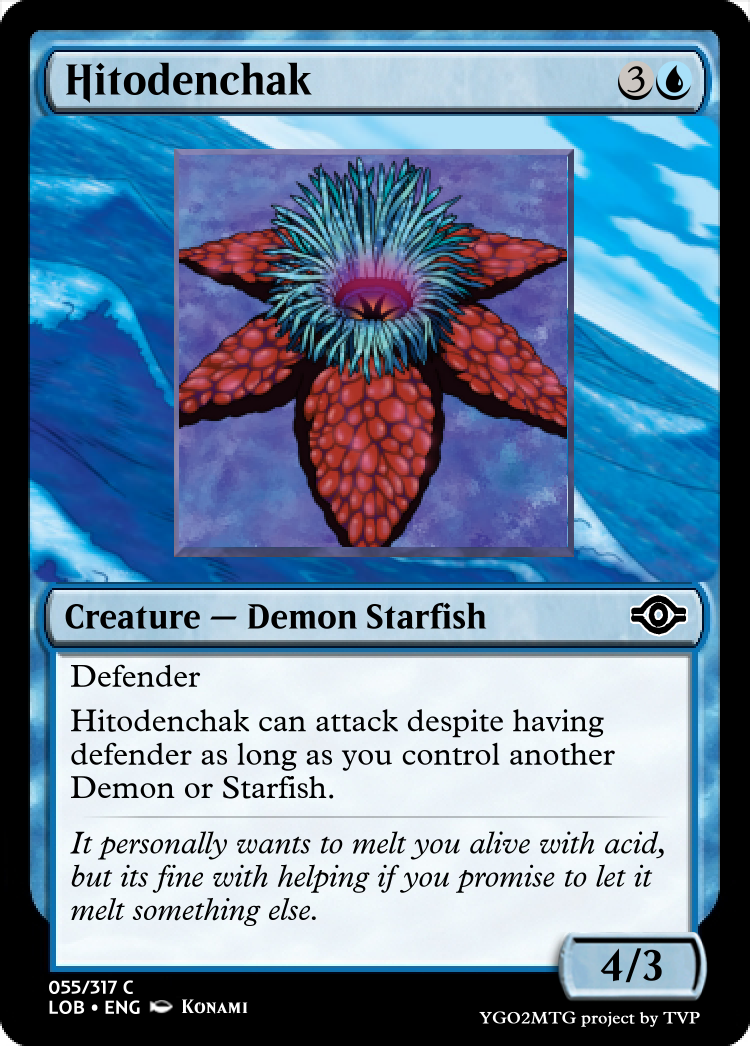 Hitodenchak 3
Creature — Demon Starfish
Defender
Hitodenchak can attack despite having
defender as long as you control another
Demon or Starfish.
It personally wants to melt you alive with acid,
but its fine with helping if you promise to let it
melt something else.
4/3
055/317 C
LOB • ENG KONAMI
YGO2MTG project by TVP